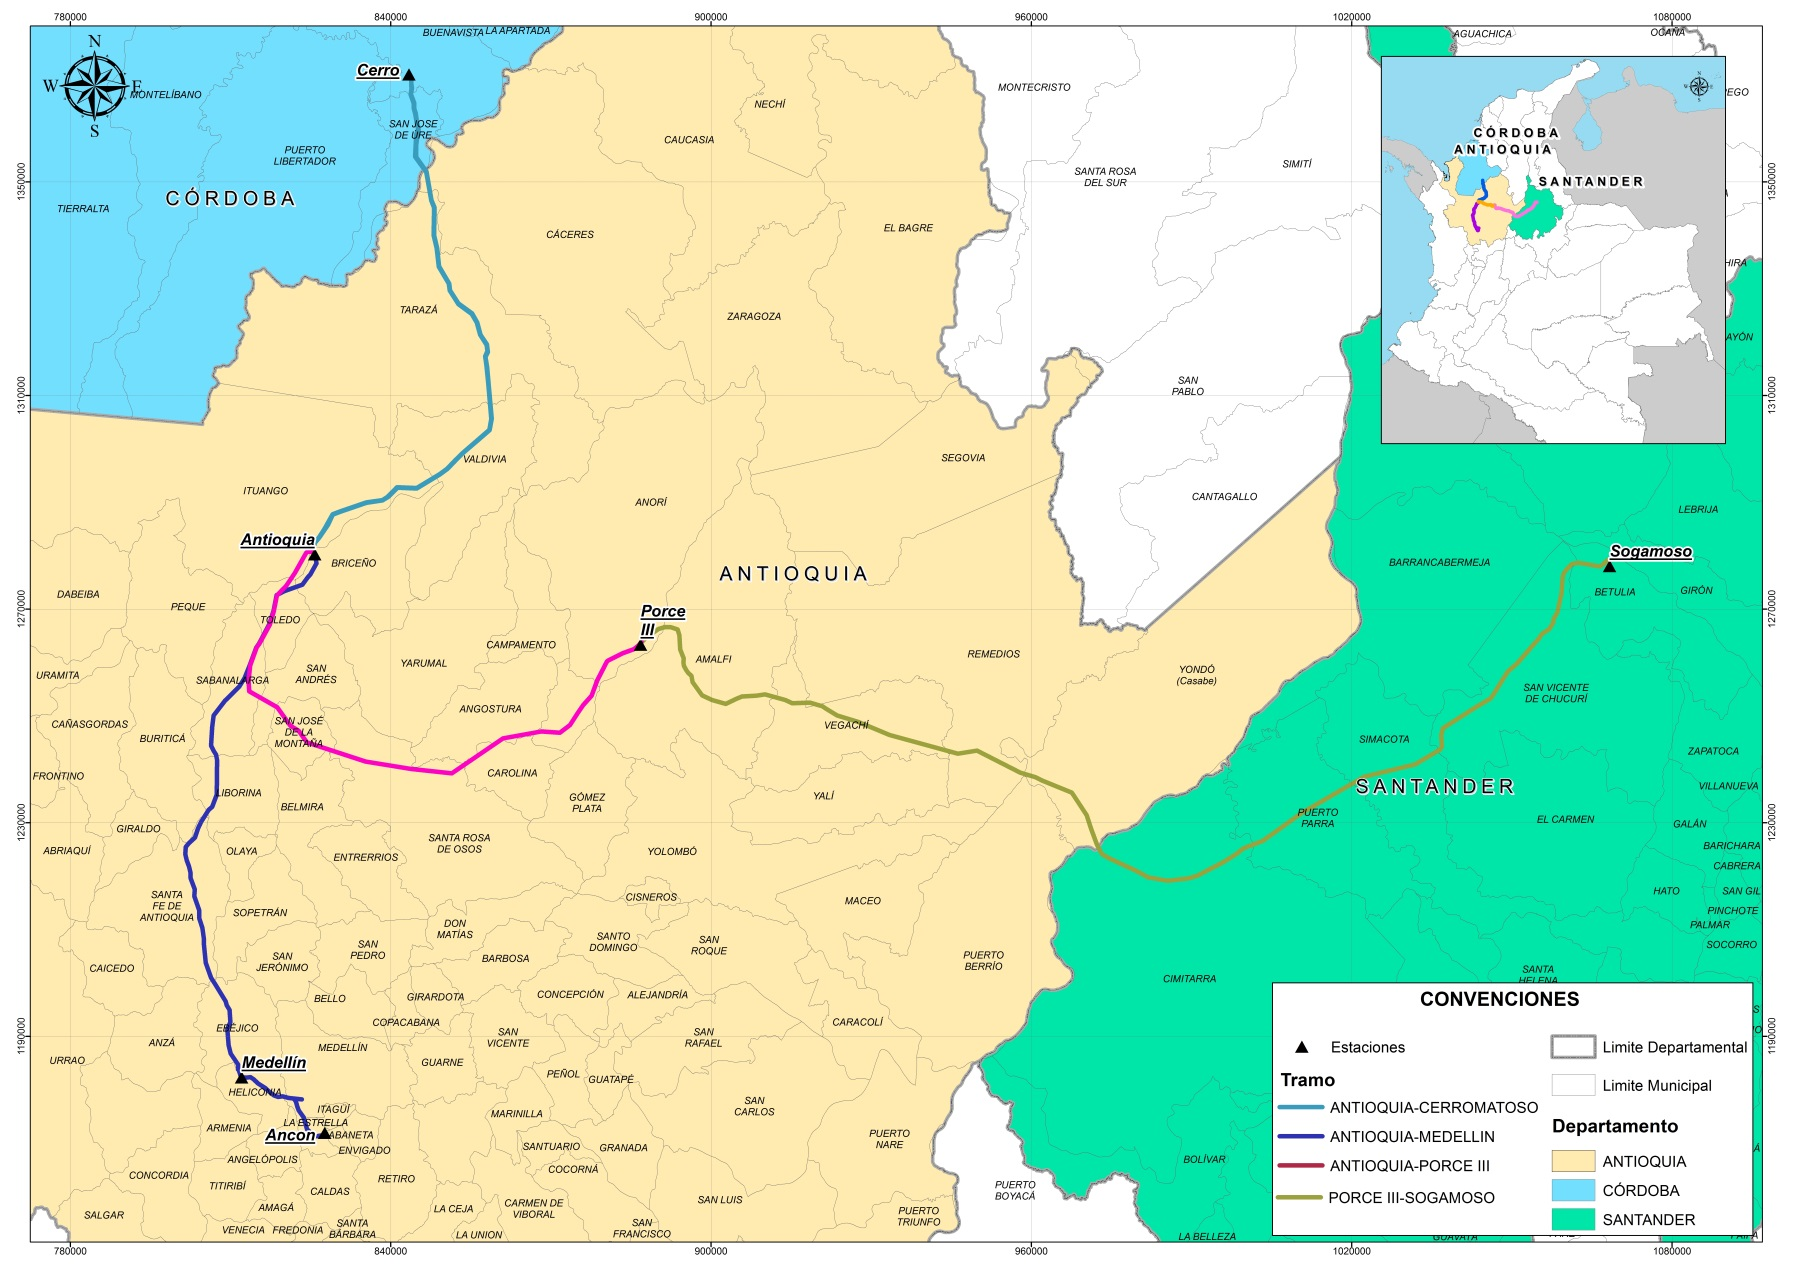 780000
840000
900000
960000
1020000
1080000
BUENAVISTA
LA APARTADA
AGUACHICA
OCAÑA
N
W
E
S
Cerro
MONTELÍBANO
NECHÍ
MONTECRISTO
SAN JOSE
DE URE
PUERTO
LIBERTADOR
CAUCASIA
CÓRDOBA
ANTIOQUIA
SANTANDER
SIMITÍ
SANTA ROSA
DEL SUR
1350000
1350000
CÓRDOBA
TIERRALTA
CÁCERES
EL BAGRE
TARAZÁ
ZARAGOZA
SAN
PABLO
1310000
1310000
VALDIVIA
SEGOVIA
ITUANGO
ANORÍ
CANTAGALLO
LEBRIJA
Antioquia
BRICEÑO
ANTIOQUIA
BARRANCABERMEJA
Sogamoso
BETULIA
GIRÓN
DABEIBA
PEQUE
1270000
1270000
TOLEDO
Porce
III
CAMPAMENTO
YARUMAL
AMALFI
REMEDIOS
YONDÓ
(Casabe)
URAMITA
SABANALARGA
SAN
ANDRÉS
SAN VICENTE
DE CHUCURÍ
ANGOSTURA
CAÑASGORDAS
BURITICÁ
SAN JOSÉ
DE LA
MONTAÑA
VEGACHÍ
SIMACOTA
ZAPATOCA
FRONTINO
LIBORINA
BELMIRA
CAROLINA
GÓMEZ
PLATA
YALÍ
SANTANDER
VILLANUEVA
PUERTO
PARRA
EL CARMEN
GALÁN
1230000
1230000
GIRALDO
ABRIAQUÍ
OLAYA
ENTRERRIOS
SANTA ROSA
DE OSOS
YOLOMBÓ
BARICHARA
CABRERA
SANTA
FE DE
ANTIOQUIA
SOPETRÁN
CISNEROS
MACEO
HATO
SAN GIL
PINCHOTE
PALMAR
SOCORRO
DON
MATÍAS
SAN
PEDRO
SAN
JERÓNIMO
SANTO
DOMINGO
SAN
ROQUE
BARBOSA
PUERTO
BERRÍO
CAICEDO
CIMITARRA
SANTA
HELENA
BELLO
GIRARDOTA
CONCEPCIÓN
ALEJANDRÍA
COPACABANA
CARACOLÍ
1190000
1190000
EBÉJICO
ANZÁ
MEDELLÍN
SAN
VICENTE
SAN
RAFAEL
URRAO
Medellín
GUARNE
PEÑOL
GUATAPÉ
HELICONIA
ITAGÜÍ
LA ESTRELLA
MARINILLA
SAN
CARLOS
ARMENIA
Ancon
SABANETA
ENVIGADO
SANTUARIO
GRANADA
PUERTO
NARE
ANGELÓPOLIS
COCORNÁ
CONCORDIA
TITIRIBÍ
CALDAS
RETIRO
BOLÍVAR
PUERTO
BOYACÁ
SALGAR
AMAGÁ
LA CEJA
CARMEN DE
VIBORAL
SAN LUIS
PUERTO
TRIUNFO
VENECIA
FREDONIA
SANTA
BÁRBARA
LA UNION
SAN
FRANCISCO
LA BELLEZA
CONVENCIONES
Estaciones
Tramo
ANTIOQUIA-CERROMATOSO
ANTIOQUIA-MEDELLIN
ANTIOQUIA-PORCE III
PORCE III-SOGAMOSO
Limite Departamental
Limite Municipal
Departamento
ANTIOQUIA
CÓRDOBA
SANTANDER
780000
840000
900000
960000
1020000
1080000